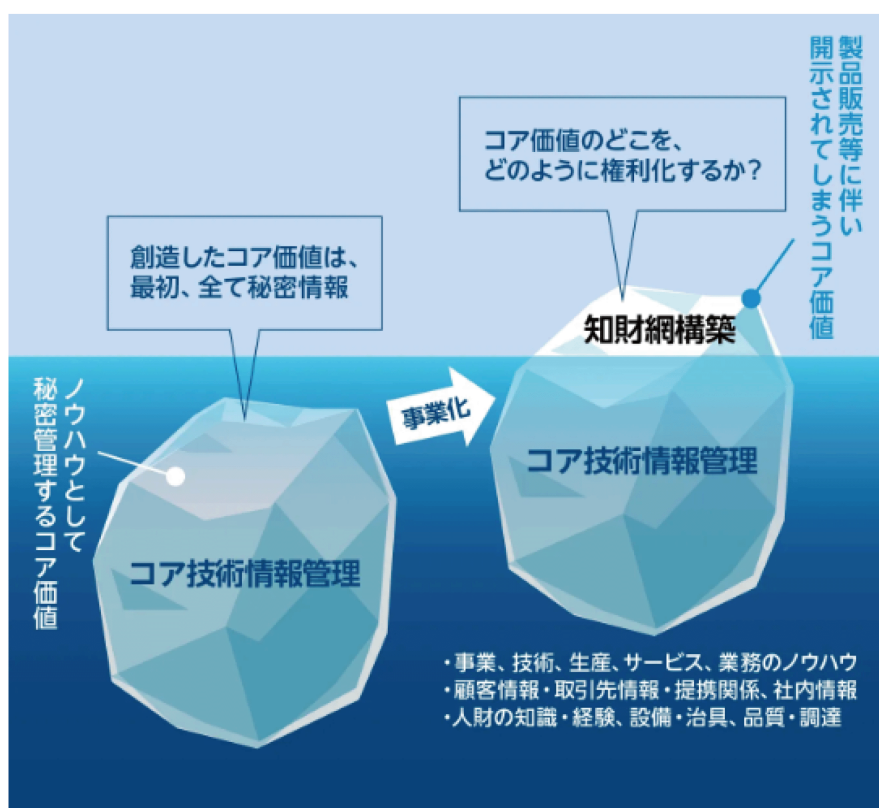 製品販売等に伴い
開示されてしまうコア価値
コア価値のどこを、
どのように権利化するか？
創造したコア価値は、
最初、全て秘密情報
知財網構築
ノウハウとして
秘密管理するコア価値
事業化
コア技術情報管理
コア技術情報管理
・事業、技術、生産、サービス、業務のノウハウ
・顧客情報・取引先情報・提携関係、社内情報
・人財の知識・経験、設備・治具、品質・調達